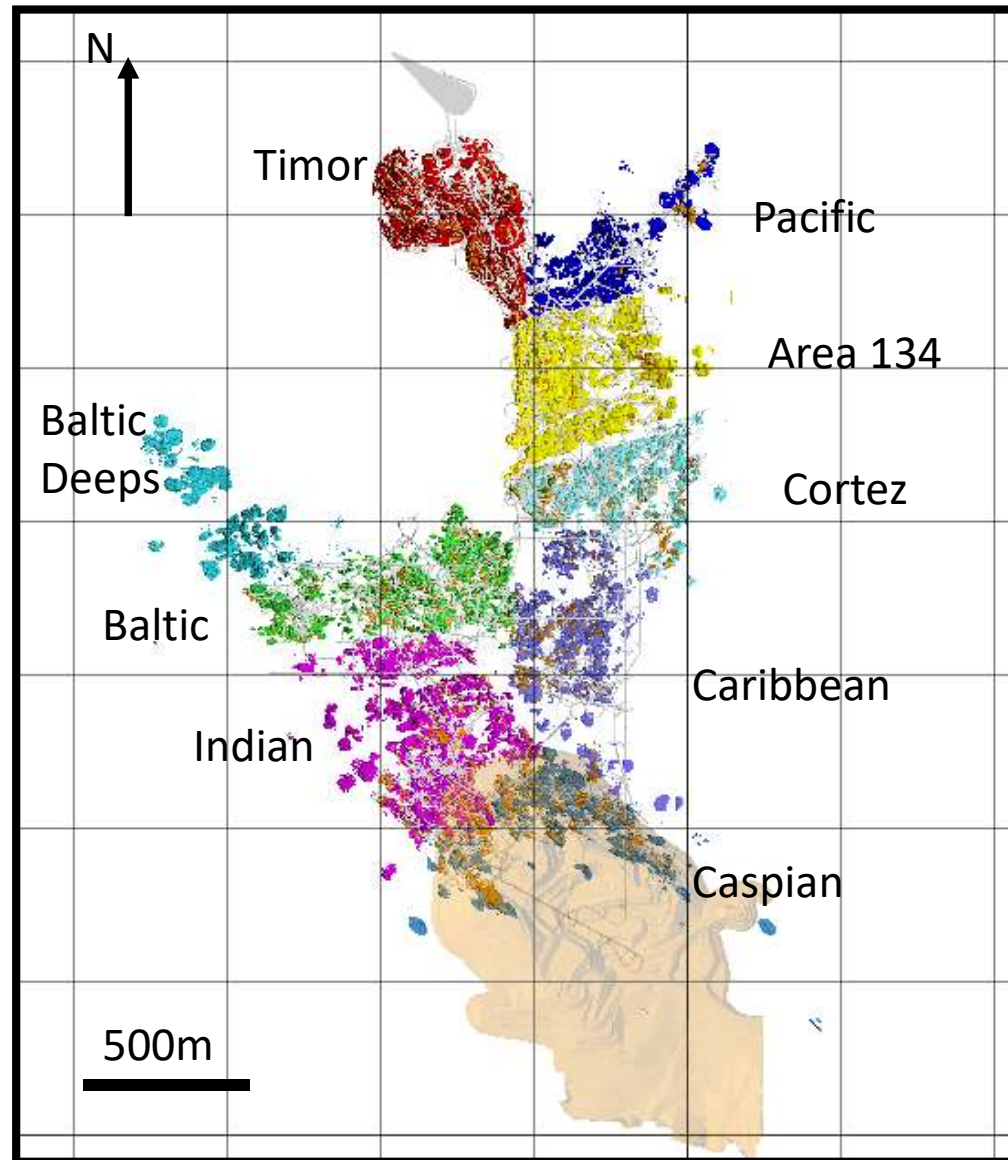 N
Timor
Pacific
Area 134
Baltic
Deeps
Cortez
Baltic
Caribbean
Indian
Caspian
500m